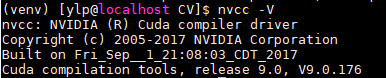 (venv) [ylp@localhost CV]$ nvcc -V
nvcc: NVIDIA (R) Cuda compiler driver
Copyright (c) 2005-2017 NVIDIA Corporation
Built on Fri_Sep__1_21:08:03_CDT_2017
Cuda compilation tools, release 9.0, V9.0.176